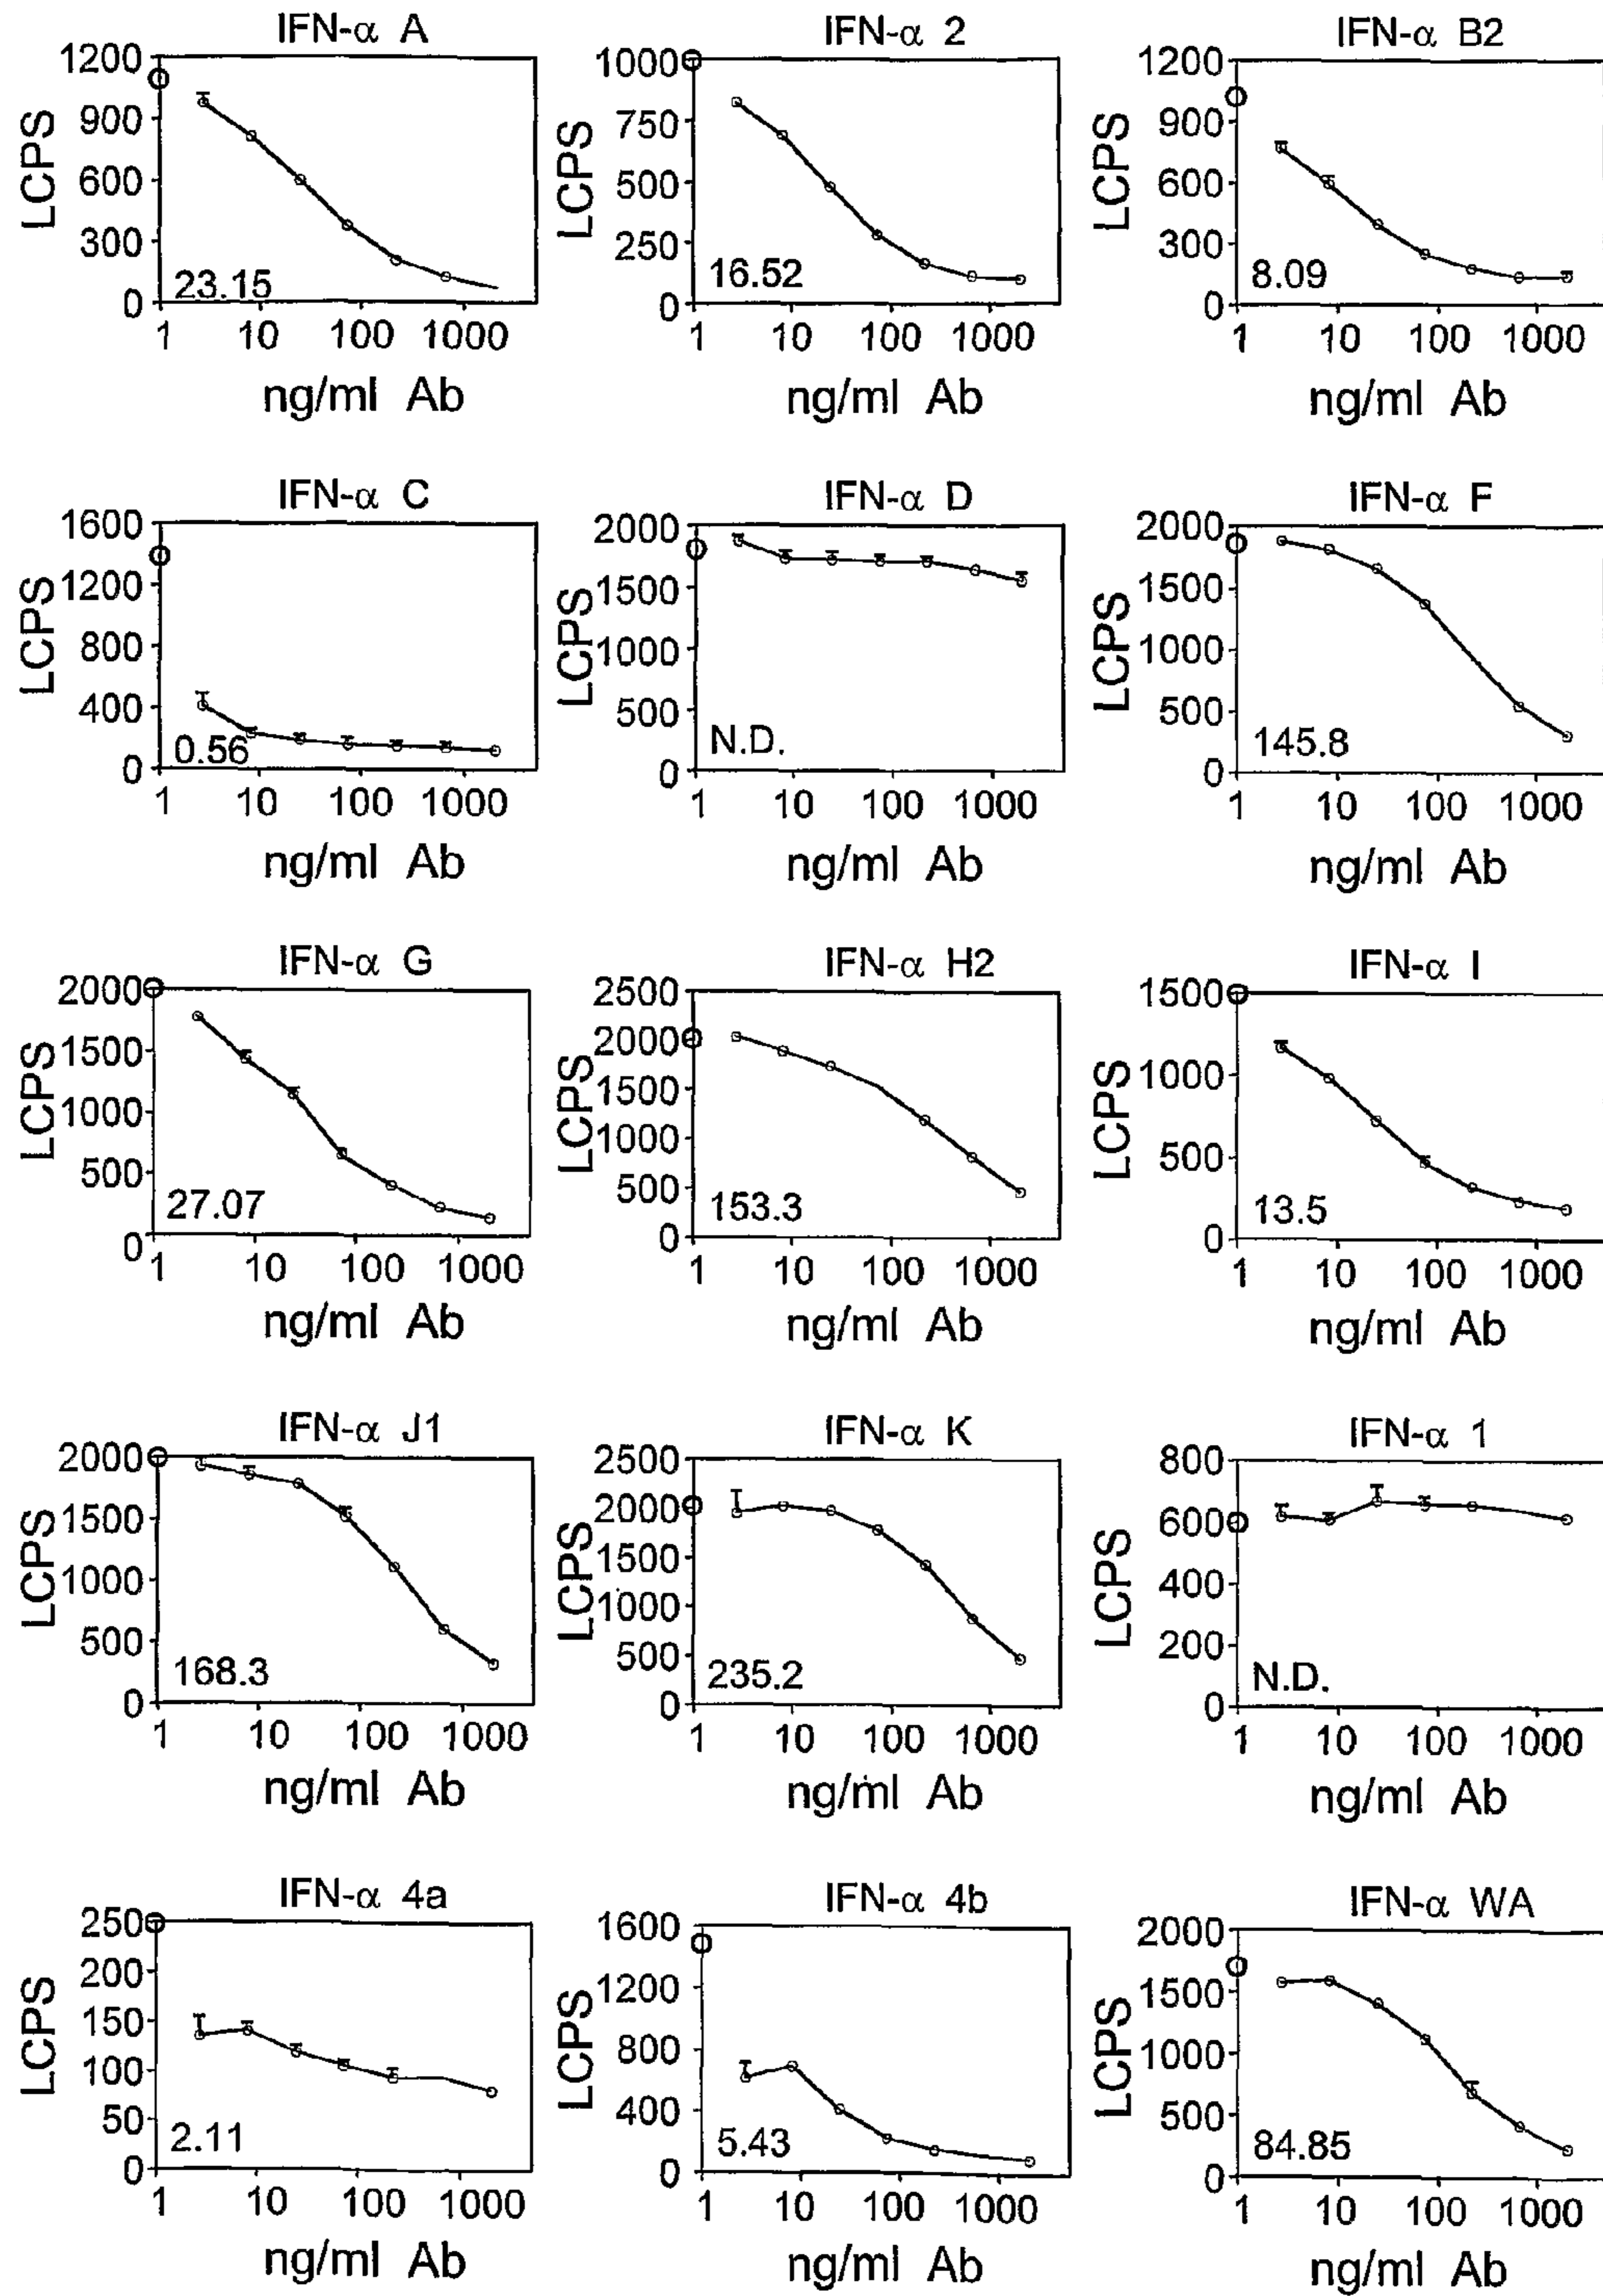 IFN-α A
IFN-α 2
IFN-α B2
LCPS
1200
900
600
300
0
23.15
1 10 100 1000
ng/ml Ab
LCPS
1000
750
500
250
0
16.52
1 10 100 1000
ng/ml Ab
LCPS
1200
900
600
300
0
8.09
1 10 100 1000
ng/ml Ab
IFN-α C
IFN-α D
IFN-α F
LCPS
1600
1200
800
400
0
0.56
1 10 100 1000
ng/ml Ab
LCPS
2000
1500
1000
500
0
N.D.
1 10 100 1000
ng/ml Ab
LCPS
2000
1500
1000
500
0
145.8
1 10 100 1000
ng/ml Ab
IFN-α G
IFN-α H2
IFN-α I
LCPS
2000
1500
1000
500
0
27.07
1 10 100 1000
ng/ml Ab
LCPS
2500
2000
1500
1000
500
0
153.3
1 10 100 1000
ng/ml Ab
LCPS
1500
1000
500
0
13.5
1 10 100 1000
ng/ml Ab
IFN-α J1
IFN-α K
IFN-α 1
LCPS
2000
1500
1000
500
0
168.3
1 10 100 1000
ng/ml Ab
LCPS
2500
2000
1500
1000
500
0
235.2
1 10 100 1000
ng/ml Ab
LCPS
800
600
400
200
0
N.D.
1 10 100 1000
ng/ml Ab
IFN-α 4a
IFN-α 4b
IFN-α WA
LCPS
250
200
150
100
50
0
2.11
1 10 100 1000
ng/ml Ab
LCPS
1600
1200
800
400
0
5.43
1 10 100 1000
ng/ml Ab
LCPS
2000
1500
1000
500
0
84.85
1 10 100 1000
ng/ml Ab